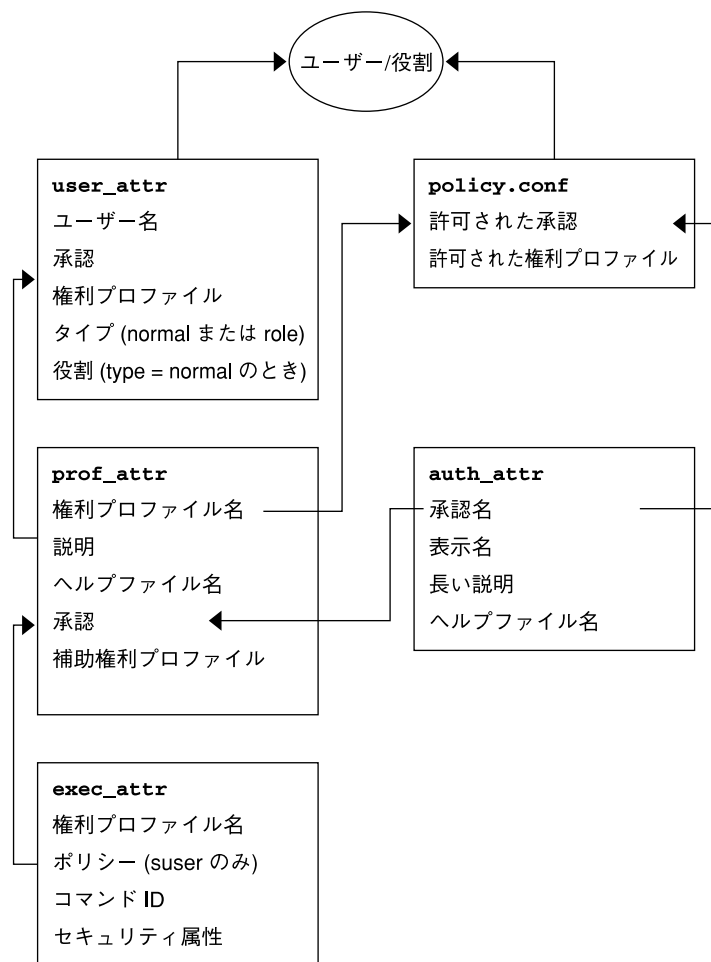 ユーザー/役割
user_attr
ユーザー名
承認
権利プロファイル
タイプ (normal または role)
役割 (type = normal のとき)
policy.conf
許可された承認
許可された権利プロファイル
prof_attr
権利プロファイル名
説明
ヘルプファイル名
承認
補助権利プロファイル
auth_attr
承認名
表示名
長い説明
ヘルプファイル名
exec_attr
権利プロファイル名
ポリシー (suser のみ)
コマンド ID
セキュリティ属性